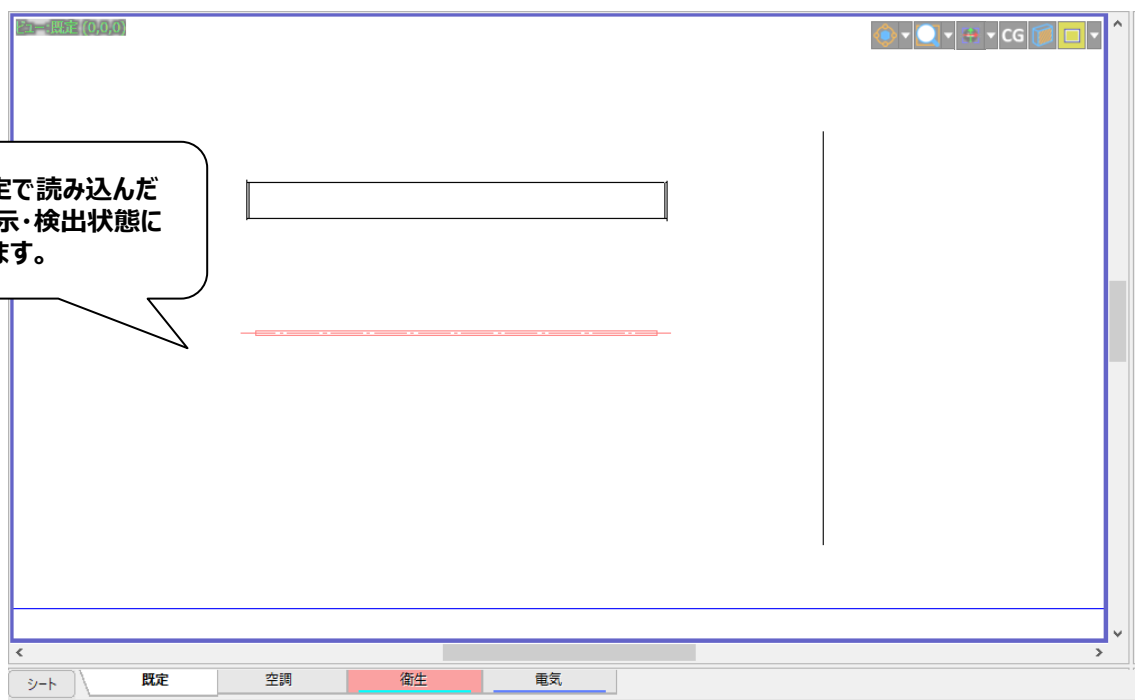 ビュー:既定 (0,0,0)
CG
定で読み込んだ
示・検出状態に
ます。
シート
既定
空調
衛生
電気